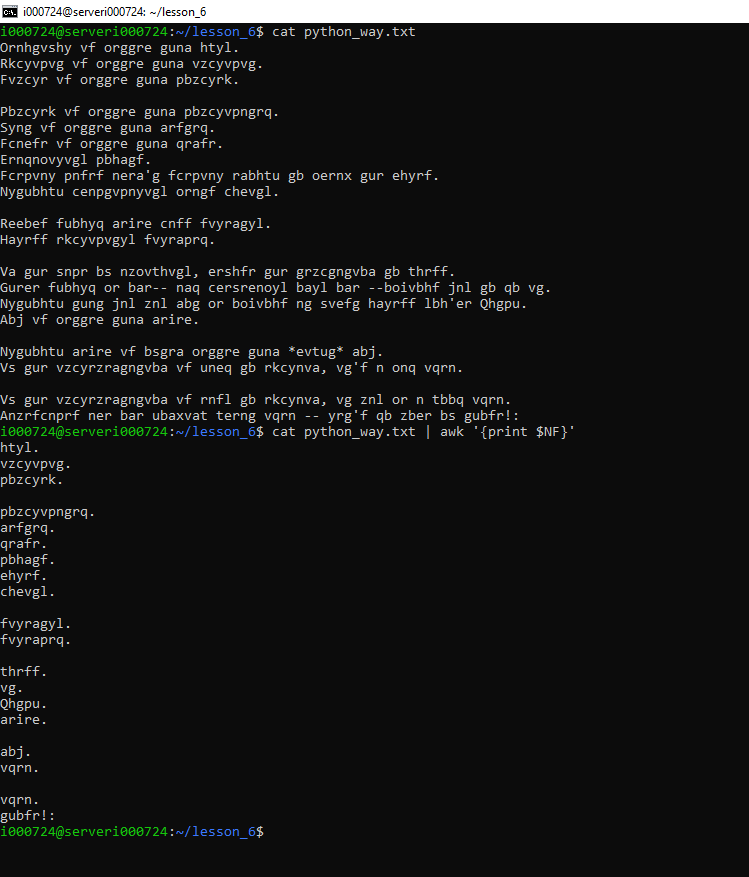 i000724@serveri000724: ~/lesson_6
i000724@serveri000724:~/lesson_6$ cat python_way.txt
Ornhgvshy vf orggre guna htyl.
Rkcyvpvg vf orggre guna vzcyvpvg.
Fvzcyr vf orggre guna pbzcyrk.
Pbzcyrk vf orggre guna pbzcyvpngrq.
Syng vf orggre guna arfgrq.
Fcnefr vf orggre guna qrafr.
Ernqnovyvgl pbhagf.
Fcrpvny pnfrf nera'g fcrpvny rabhtu gb oernx gur ehyrf.
Nygubhtu cenpgvpnyvgl orngf chevgl.
Reebef fubhyq arire cnff fvyragyl.
Hayrff rkcyvpvgyl fvyraprq.
Va gur snpr bs nzovthvgl, ershfr gur grzcgngvba gb thrff.
Gurer fubhyq or bar-- naq cersrenoyl bayl bar --boivbhf jnl gb qb vg.
Nygubhtu gung jnl znl abg or boivbhf ng svefg hayrff lbh'er Qhgpu.
Abj vf orggre guna arire.
Nygubhtu arire vf bsgra orggre guna *evtug* abj.
Vs gur vzcyrzragngvba vf uneq gb rkcynva, vg'f n onq vqrn.
Vs gur vzcyrzragngvba vf rnfl gb rkcynva, vg znl or n tbbq vqrn.
Anzrfcnprf ner bar ubaxvat terng vqrn -- yrg'f qb zber bs gubfr!:
i000724@serveri000724:~/lesson_6$ cat python_way.txt | awk '{print $NF}'
htyl.
vzcyvpvg.
pbzcyrk.
pbzcyvpngrq.
arfgrq.
qrafr.
pbhagf.
ehyrf.
chevgl.
fvyragyl.
fvyraprq.
thrff.
vg.
Qhgpu.
arire.
abj.
vqrn.
vqrn.
gubfr!:
i000724@serveri000724:~/lesson_6$